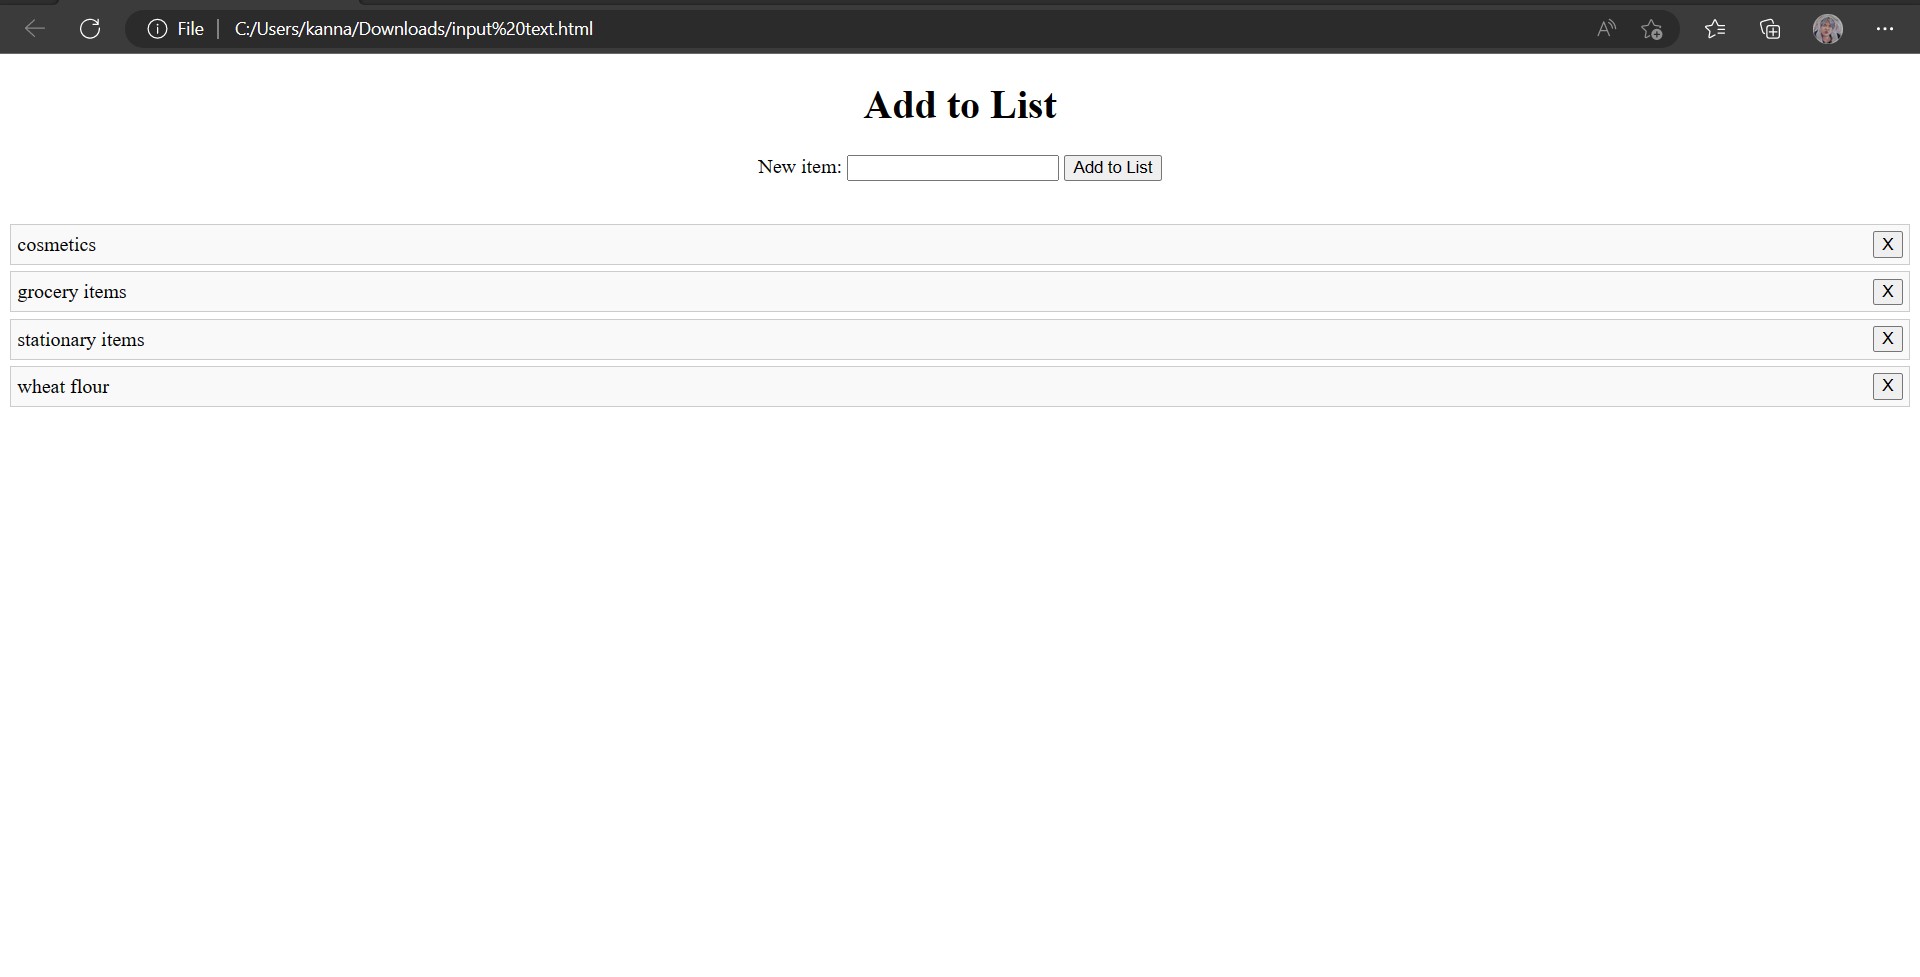 File | C:/Users/kanna/Downloads/input%20text.html
Add to List
New item: Add to List
cosmetics X
grocery items X
stationary items X
wheat flour X